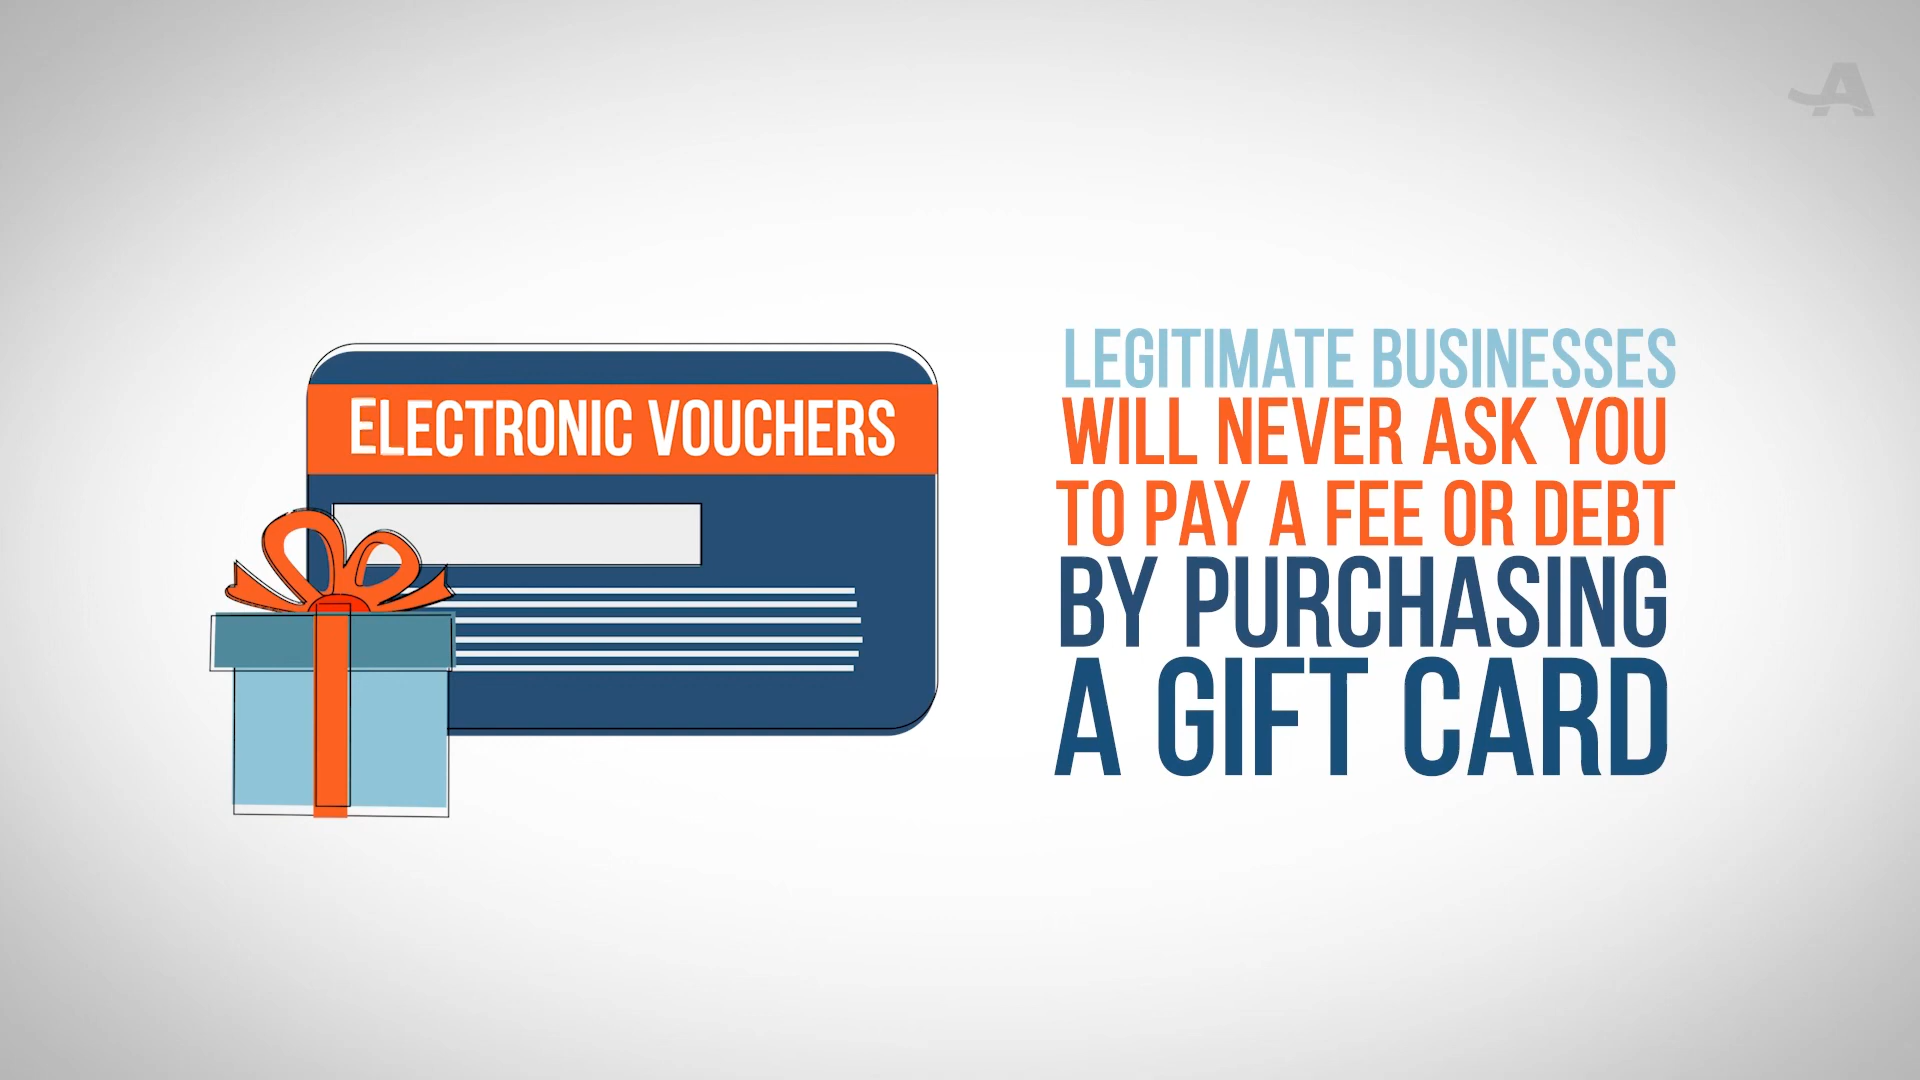 ELECTRONIC VOUCHERS
LEGITIMATE BUSINESSES
WILL NEVER ASK YOU
TO PAY A FEE OR DEBT
BY PURCHASING
A GIFT CARD
A